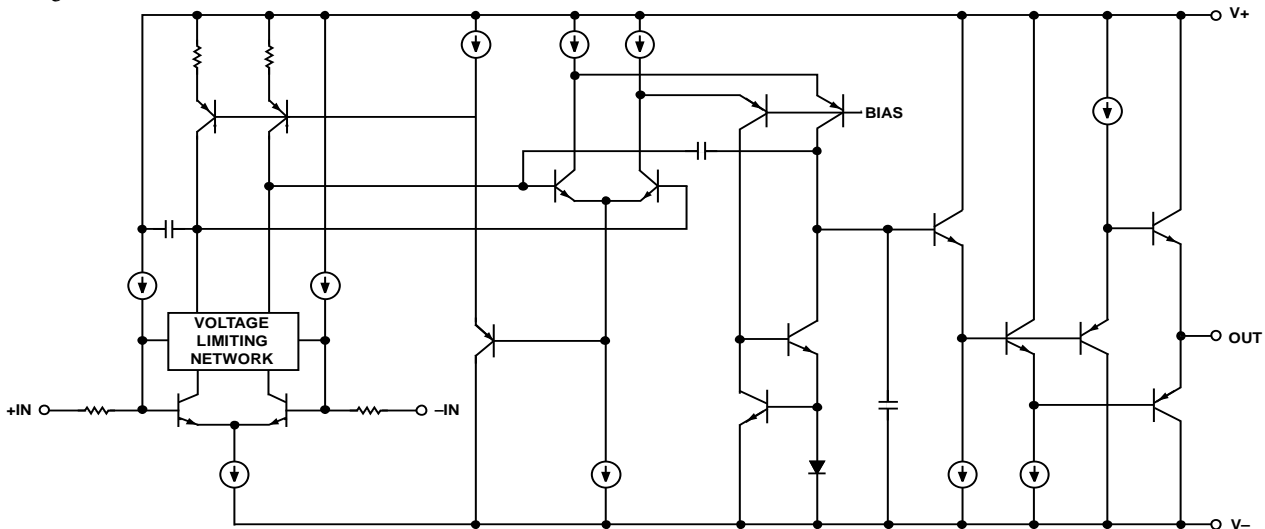 V+
BIAS
VOLTAGE
LIMITING
NETWORK
OUT
+IN
–IN
V–